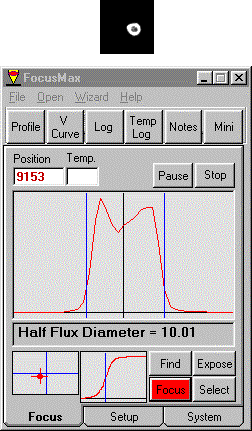 FocusMax
File Open Wizard Help
Profile V Curve Log Temp Log Notes Mini
Position Temp.
9153 Pause Stop
Half Flux Diameter = 10.01
Find Expose
Focus Select
Focus Setup System